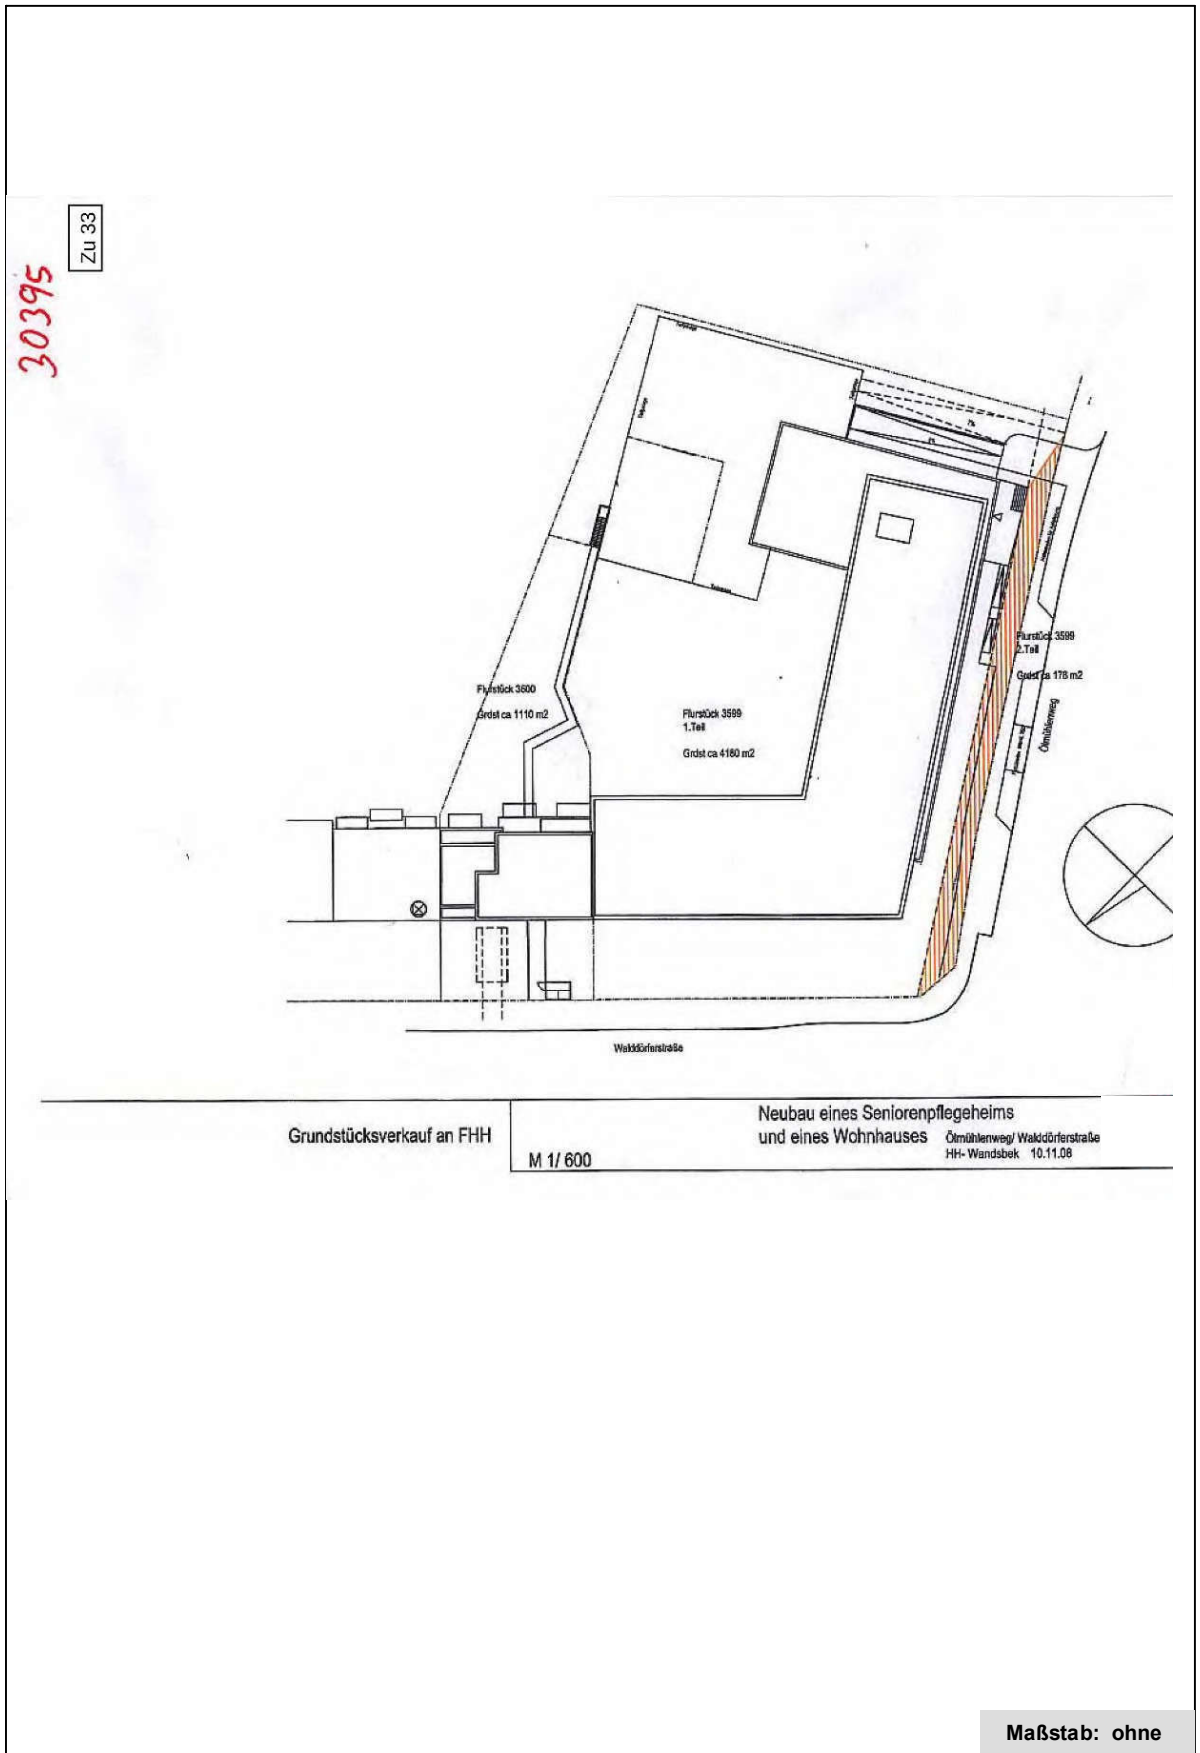 Zu 33
30395
7%
Flurstück 3599
2.Teil
Grdst ca 178 m2
Flurstück 3600
Grdst ca 1110 m2
Flurstück 3599
1.Teil
Grdst ca 4180 m2
Ölmühlenweg
Walddörferstraße
Grundstücksverkauf an FHH
M 1/ 600
Neubau eines Seniorenpflegeheims
und eines Wohnhauses
Ölmühlenweg/ Walddörferstraße
HH- Wandsbek 10.11.08
Maßstab: ohne